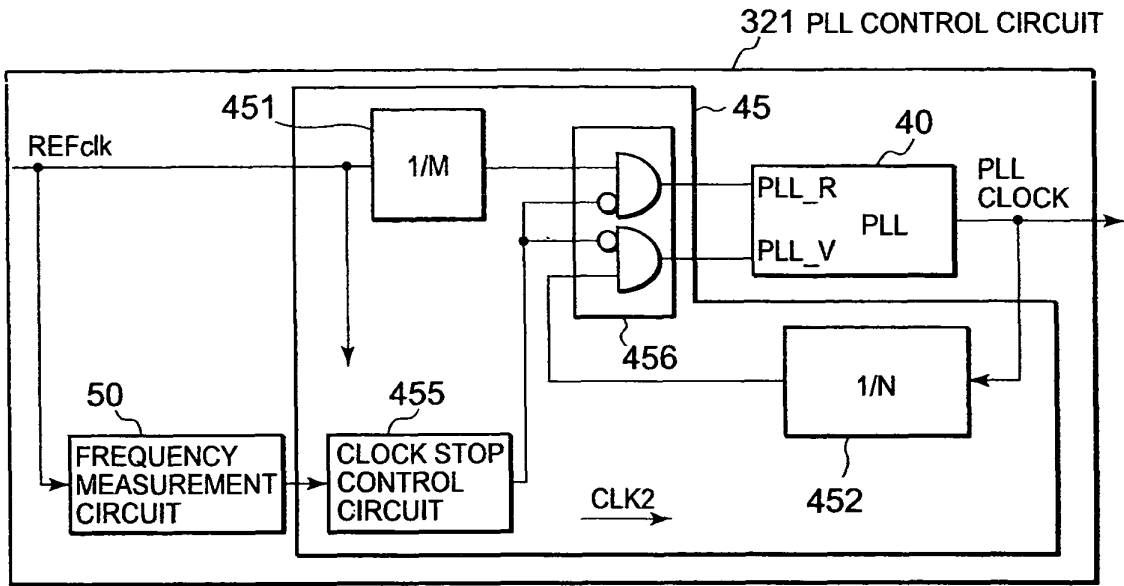 321 PLL CONTROL CIRCUIT
451
45
REFclk
1/M
40
PLL_R
PLL
PLL_V
PLL
CLOCK
456
1/N
50
455
FREQUENCY
MEASUREMENT
CIRCUIT
CLOCK STOP
CONTROL
CIRCUIT
CLK2
452